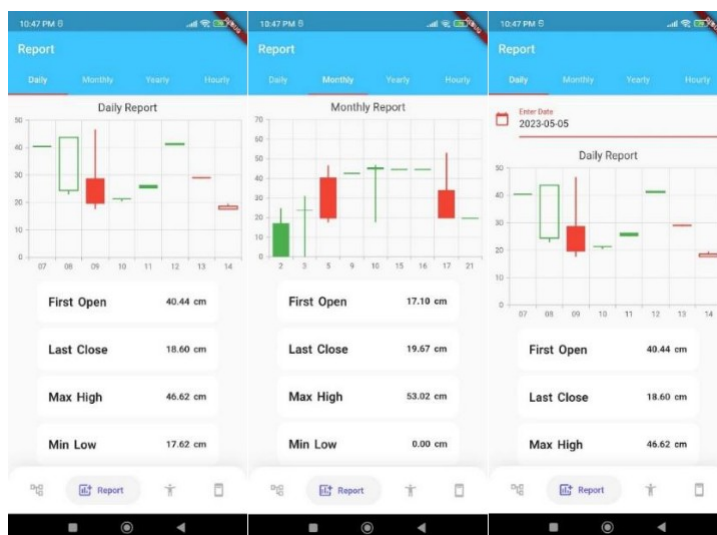 10:47 PM
Report
Daily Monthly Yearly Hourly
Daily Report
50
40
30
20
10
0
07 08 09 10 11 12 13 14
First Open 40.44 cm
Last Close 18.60 cm
Max High 46.62 cm
Min Low 17.62 cm
Report
10:47 PM
Report
Daily Monthly Yearly Hourly
Monthly Report
70
60
50
40
30
20
10
0
2 3 5 9 10 15 16 17 21
First Open 17.10 cm
Last Close 19.67 cm
Max High 53.02 cm
Min Low 0.00 cm
Report
10:47 PM
Report
Daily Monthly Yearly Hourly
Enter Date
2023-05-05
Daily Report
50
40
30
20
10
0
07 08 09 10 11 12 13 14
First Open 40.44 cm
Last Close 18.60 cm
Max High 46.62 cm
Report